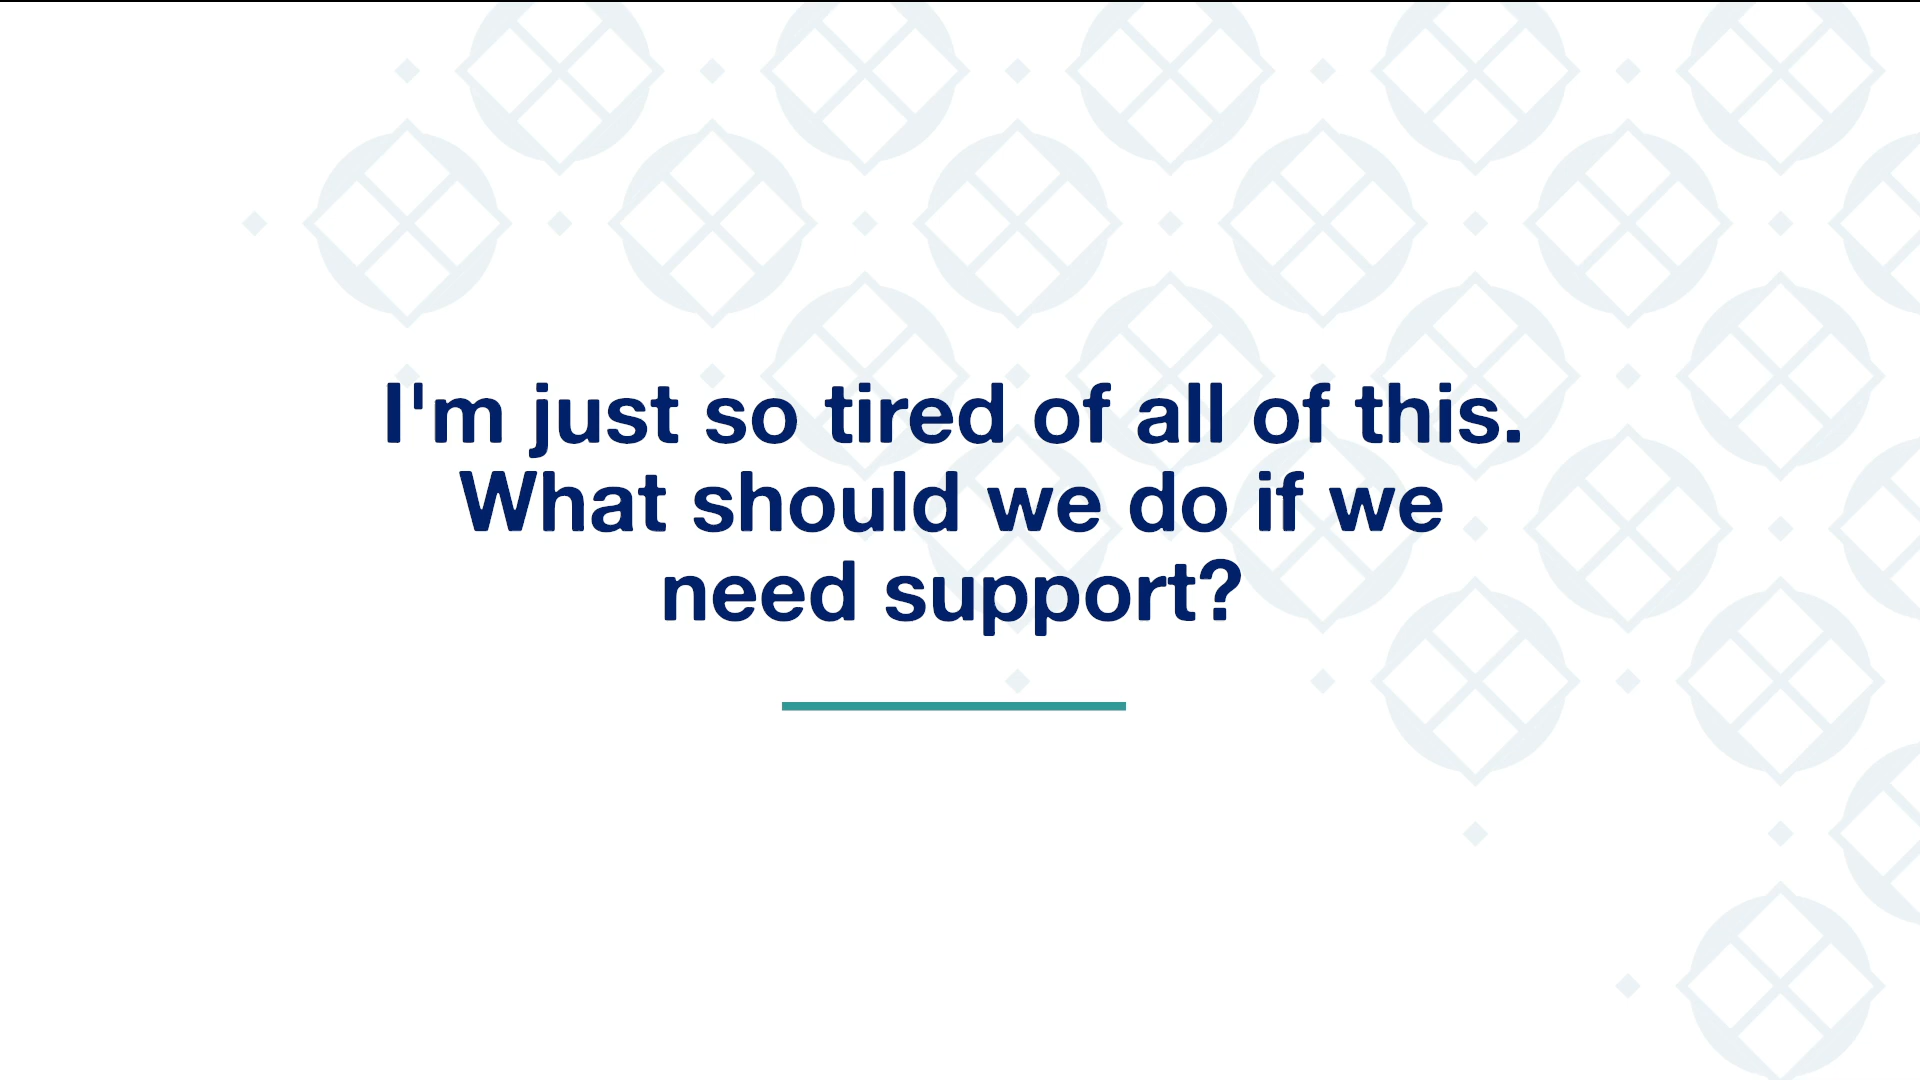 I'm just so tired of all of this.
What should we do if we
need support?